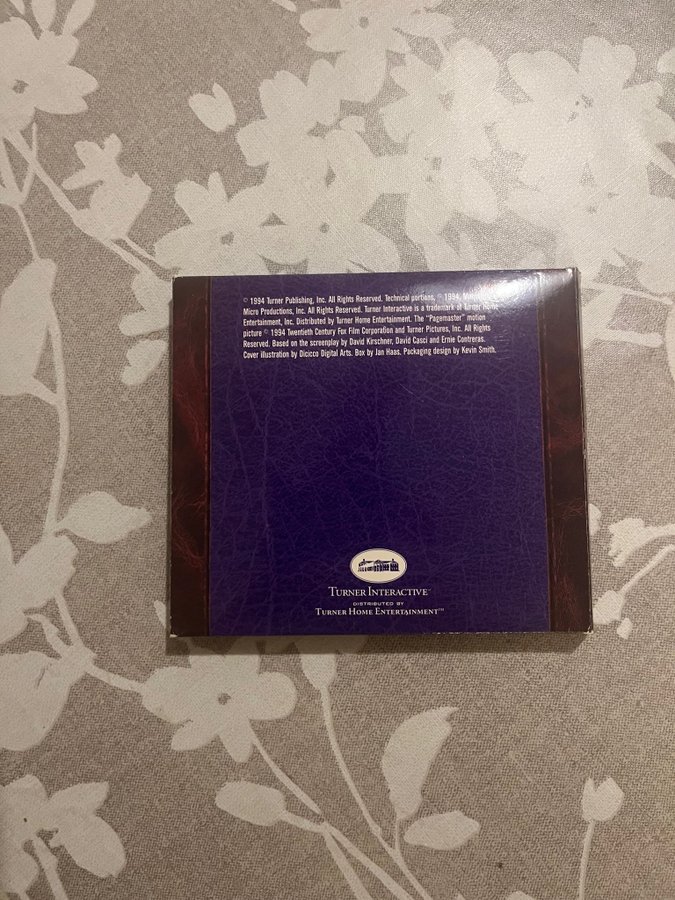 © 1994 Turner Publishing, Inc. All Rights Reserved. Technical portions, © 1994,
Micro Productions, Inc. All Rights Reserved. Turner Interactive is a trademark of Turner Home
Entertainment, Inc. Distributed by Turner Home Entertainment. The "Pagemaster" motion
picture © 1994 Twentieth Century Fox Film Corporation and Turner Pictures, Inc. All Rights
Reserved. Based on the screenplay by David Kirschner, David Casci and Ernie Contreras.
Cover illustration by Dicicco Digital Arts. Box by Jan Haas. Packaging design by Kevin Smith.
TURNER INTERACTIVE™
DISTRIBUTED BY
TURNER HOME ENTERTAINMENT™